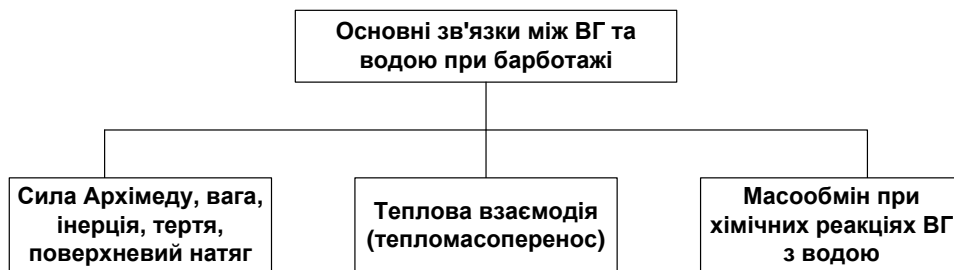 Основні зв'язки між ВГ та
водою при барботажі
Сила Архімеду, вага,
інерція, тертя,
поверхневий натяг
Теплова взаємодія
(тепломасоперенос)
Масообмін при
хімічних реакціях ВГ
з водою